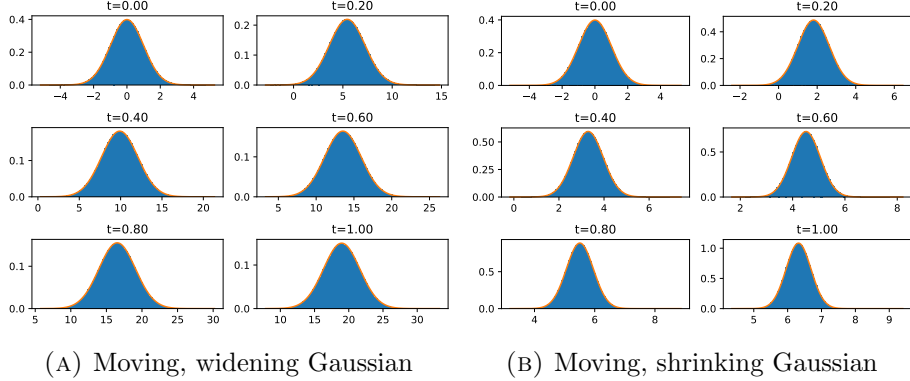 t=0.00
0.4
0.2
0.0
−4 −2 0 2 4
t=0.20
0.2
0.1
0.0
0 5 10 15
t=0.40
0.1
0.0
0 5 10 15 20
t=0.60
0.1
0.0
5 10 15 20 25
t=0.80
0.1
0.0
5 10 15 20 25 30
t=1.00
0.1
0.0
10 15 20 25 30
(A) Moving, widening Gaussian
t=0.00
0.4
0.2
0.0
−4 −2 0 2 4
t=0.20
0.4
0.2
0.0
−2 0 2 4 6
t=0.40
0.50
0.25
0.00
0 2 4 6
t=0.60
0.5
0.0
2 4 6 8
t=0.80
0.5
0.0
4 6 8
t=1.00
1.0
0.5
0.0
5 6 7 8 9
(B) Moving, shrinking Gaussian